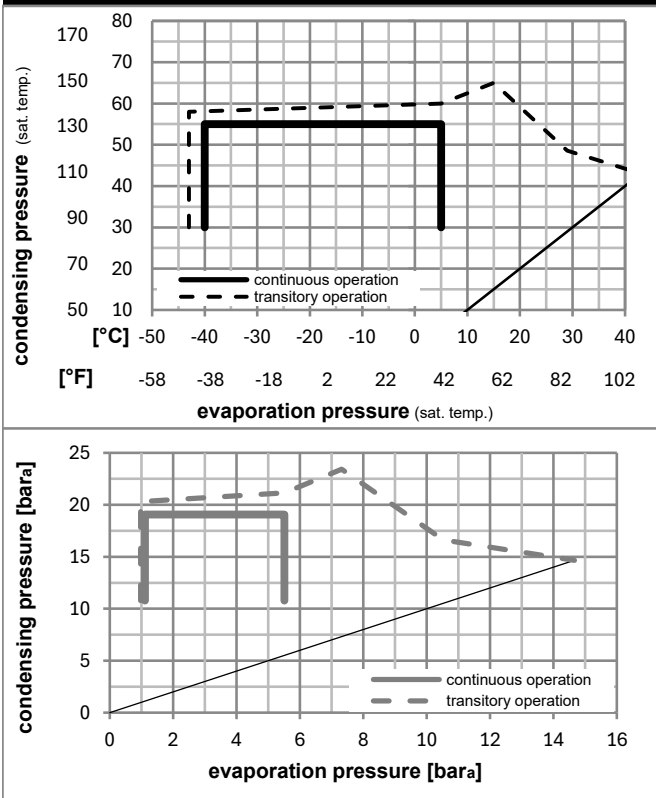 170 80
70
150 60
130 50
110 40
90 30
70 20
50 10
condensing pressure (sat. temp.)
continuous operation
transitory operation
[°C] -50 -40 -30 -20 -10 0 10 20 30 40
[°F] -58 -38 -18 2 22 42 62 82 102
evaporation pressure (sat. temp.)
25
20
15
10
5
0
condensing pressure [bara]
continuous operation
transitory operation
0 2 4 6 8 10 12 14 16
evaporation pressure [bara]